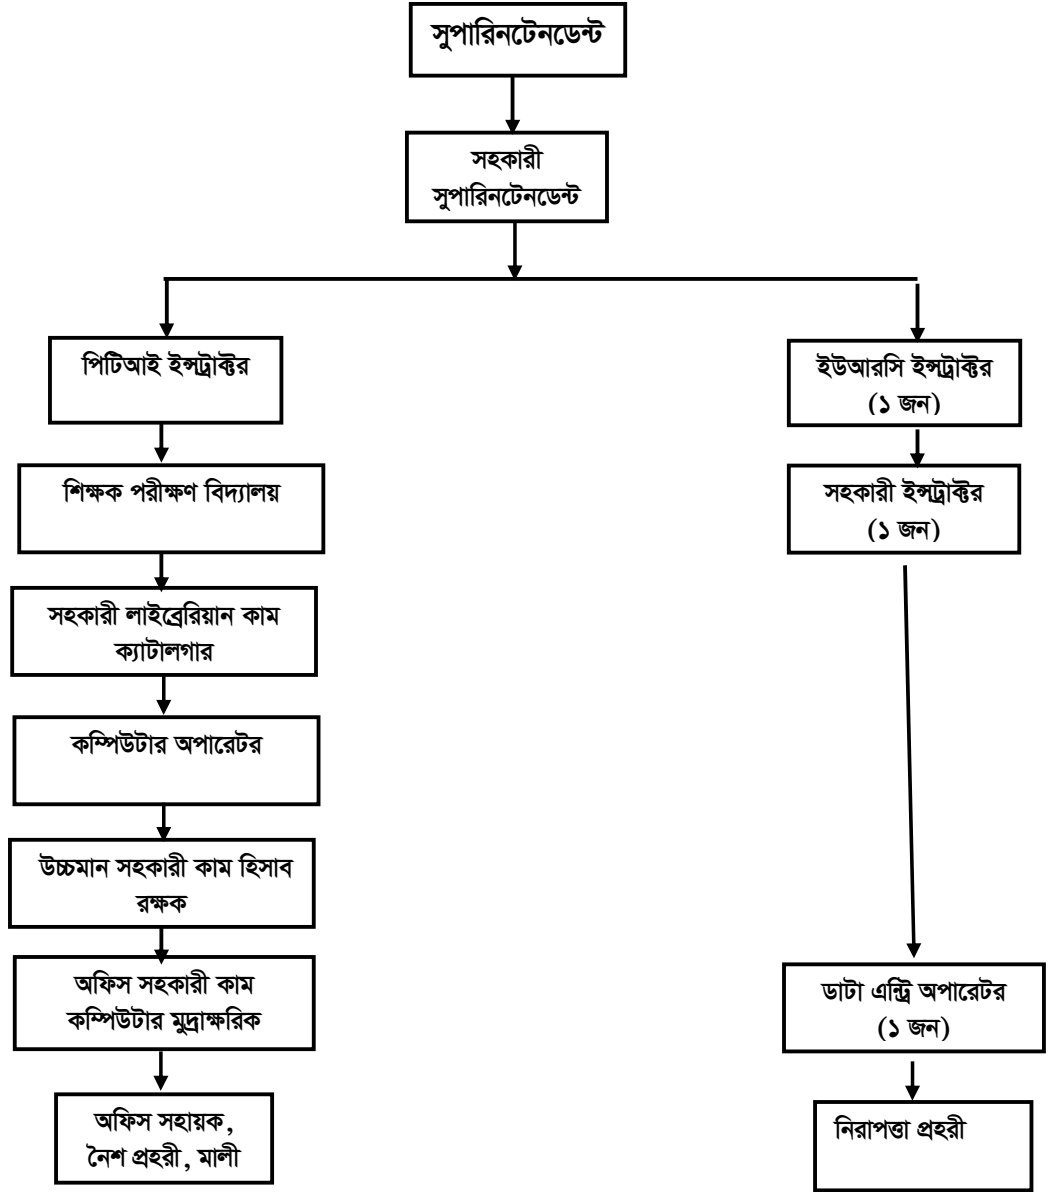 সুপারিনটেনডেন্ট
সহকারী
সুপারিনটেনডেন্ট
পিটিআই ইন্সট্রাক্টর
শিক্ষক পরীক্ষণ বিদ্যালয়
সহকারী লাইব্রেরিয়ান কাম
ক্যাটালগার
কম্পিউটার অপারেটর
উচ্চমান সহকারী কাম হিসাব
রক্ষক
অফিস সহকারী কাম
কম্পিউটার মুদ্রাক্ষরিক
অফিস সহায়ক,
নৈশ প্রহরী, মালী
ইউআরসি ইন্সট্রাক্টর
(১ জন)
সহকারী ইন্সট্রাক্টর
(১ জন)
ডাটা এন্ট্রি অপারেটর
(১ জন)
নিরাপত্তা প্রহরী